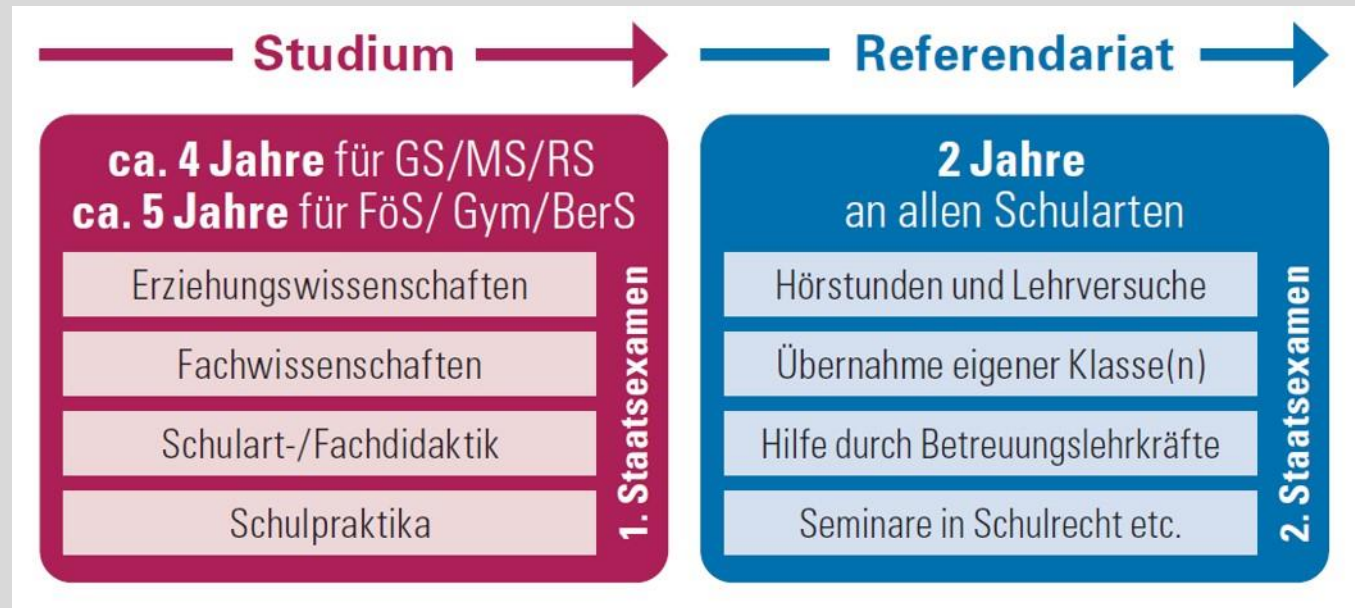 Studium
ca. 4 Jahre für GS/MS/RS
ca. 5 Jahre für FöS/ Gym/BerS
Erziehungswissenschaften
Fachwissenschaften
Schulart-/Fachdidaktik
Schulpraktika
1. Staatsexamen
Referendariat
2 Jahre
an allen Schularten
Hörstunden und Lehrversuche
Übernahme eigener Klasse(n)
Hilfe durch Betreuungslehrkräfte
Seminare in Schulrecht etc.
2. Staatsexamen